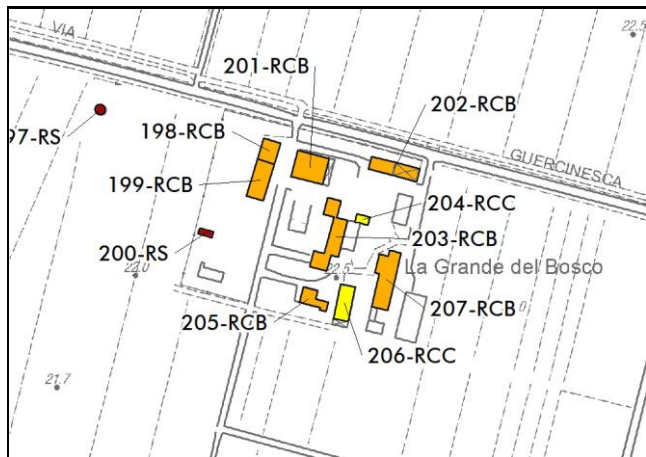 VIA
22.5
201-RCB
202-RCB
97-RS
198-RCB
GUERCINESCA
199-RCB
204-RCC
200-RS
203-RCB
22.0
22.5
La Grande del Bosco
205-RCB
207-RCB
0
206-RCC
21.7